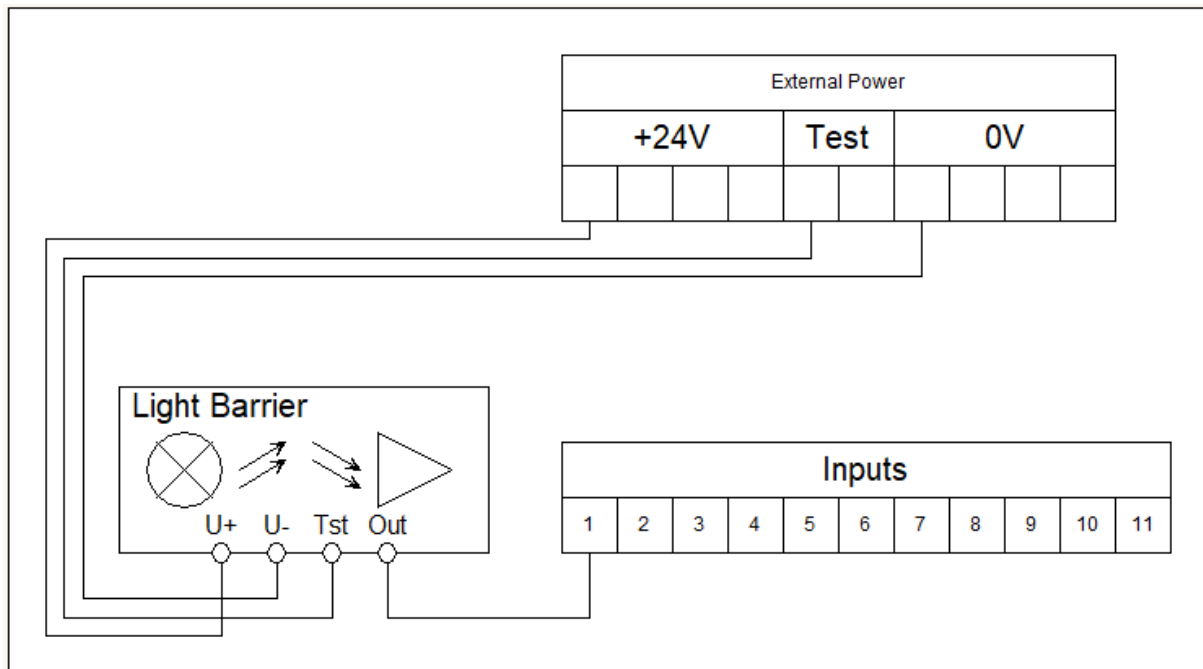 External Power
+24V Test 0V
Light Barrier
U+ U- Tst Out
Inputs
1 2 3 4 5 6 7 8 9 10 11